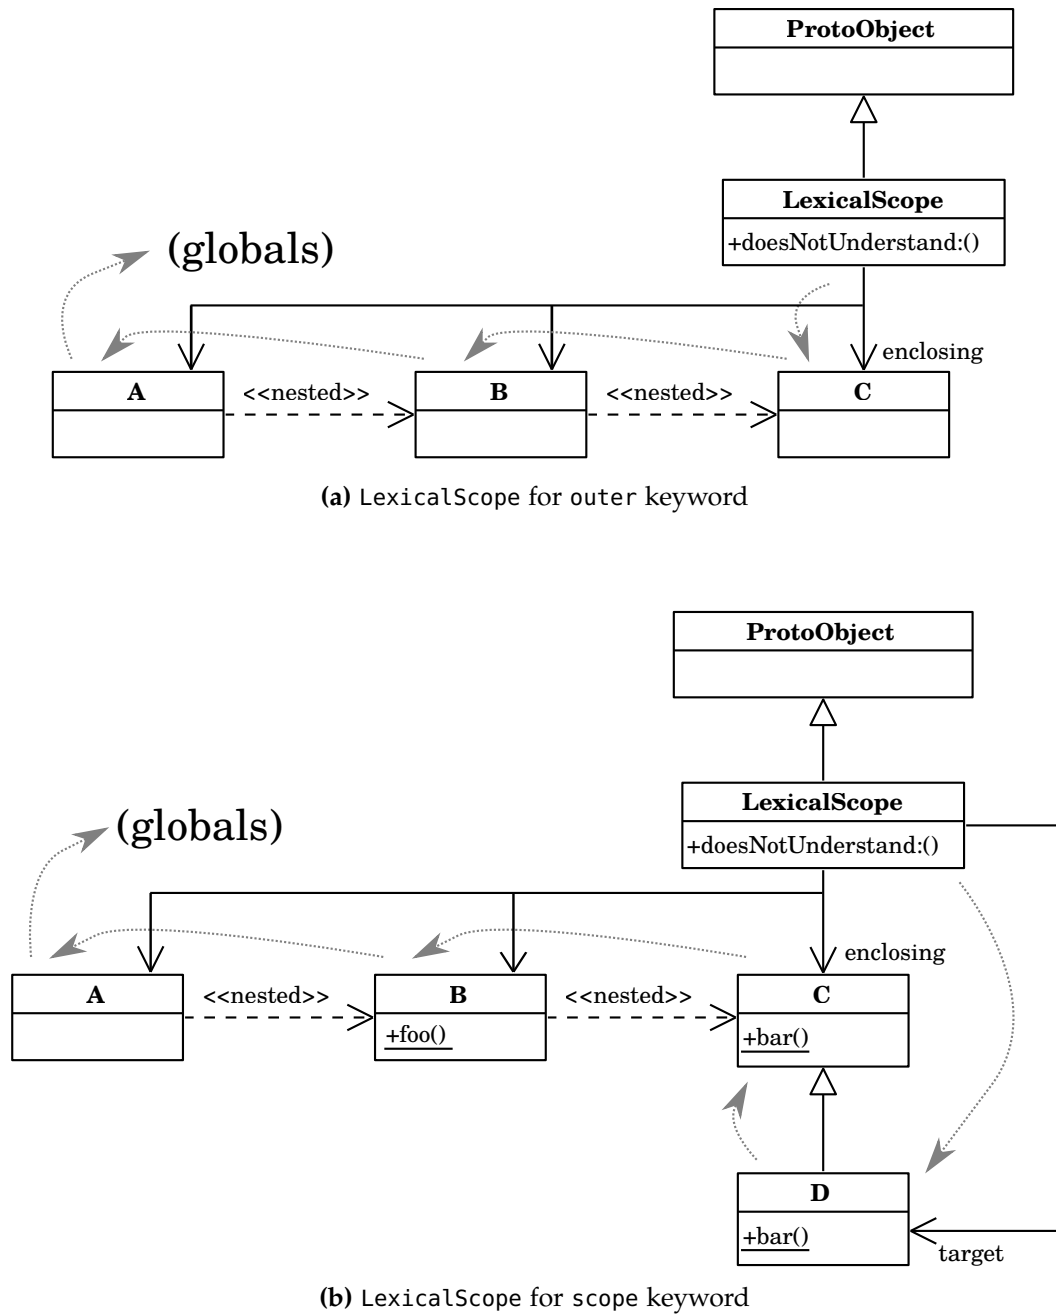 ProtoObject
LexicalScope
+doesNotUnderstand:()
(globals)
enclosing
A
<<nested>>
B
<<nested>>
C
(a) LexicalScope for outer keyword
ProtoObject
LexicalScope
+doesNotUnderstand:()
(globals)
enclosing
A
<<nested>>
B
<<nested>>
C
+foo()
+bar()
D
+bar()
target
(b) LexicalScope for scope keyword